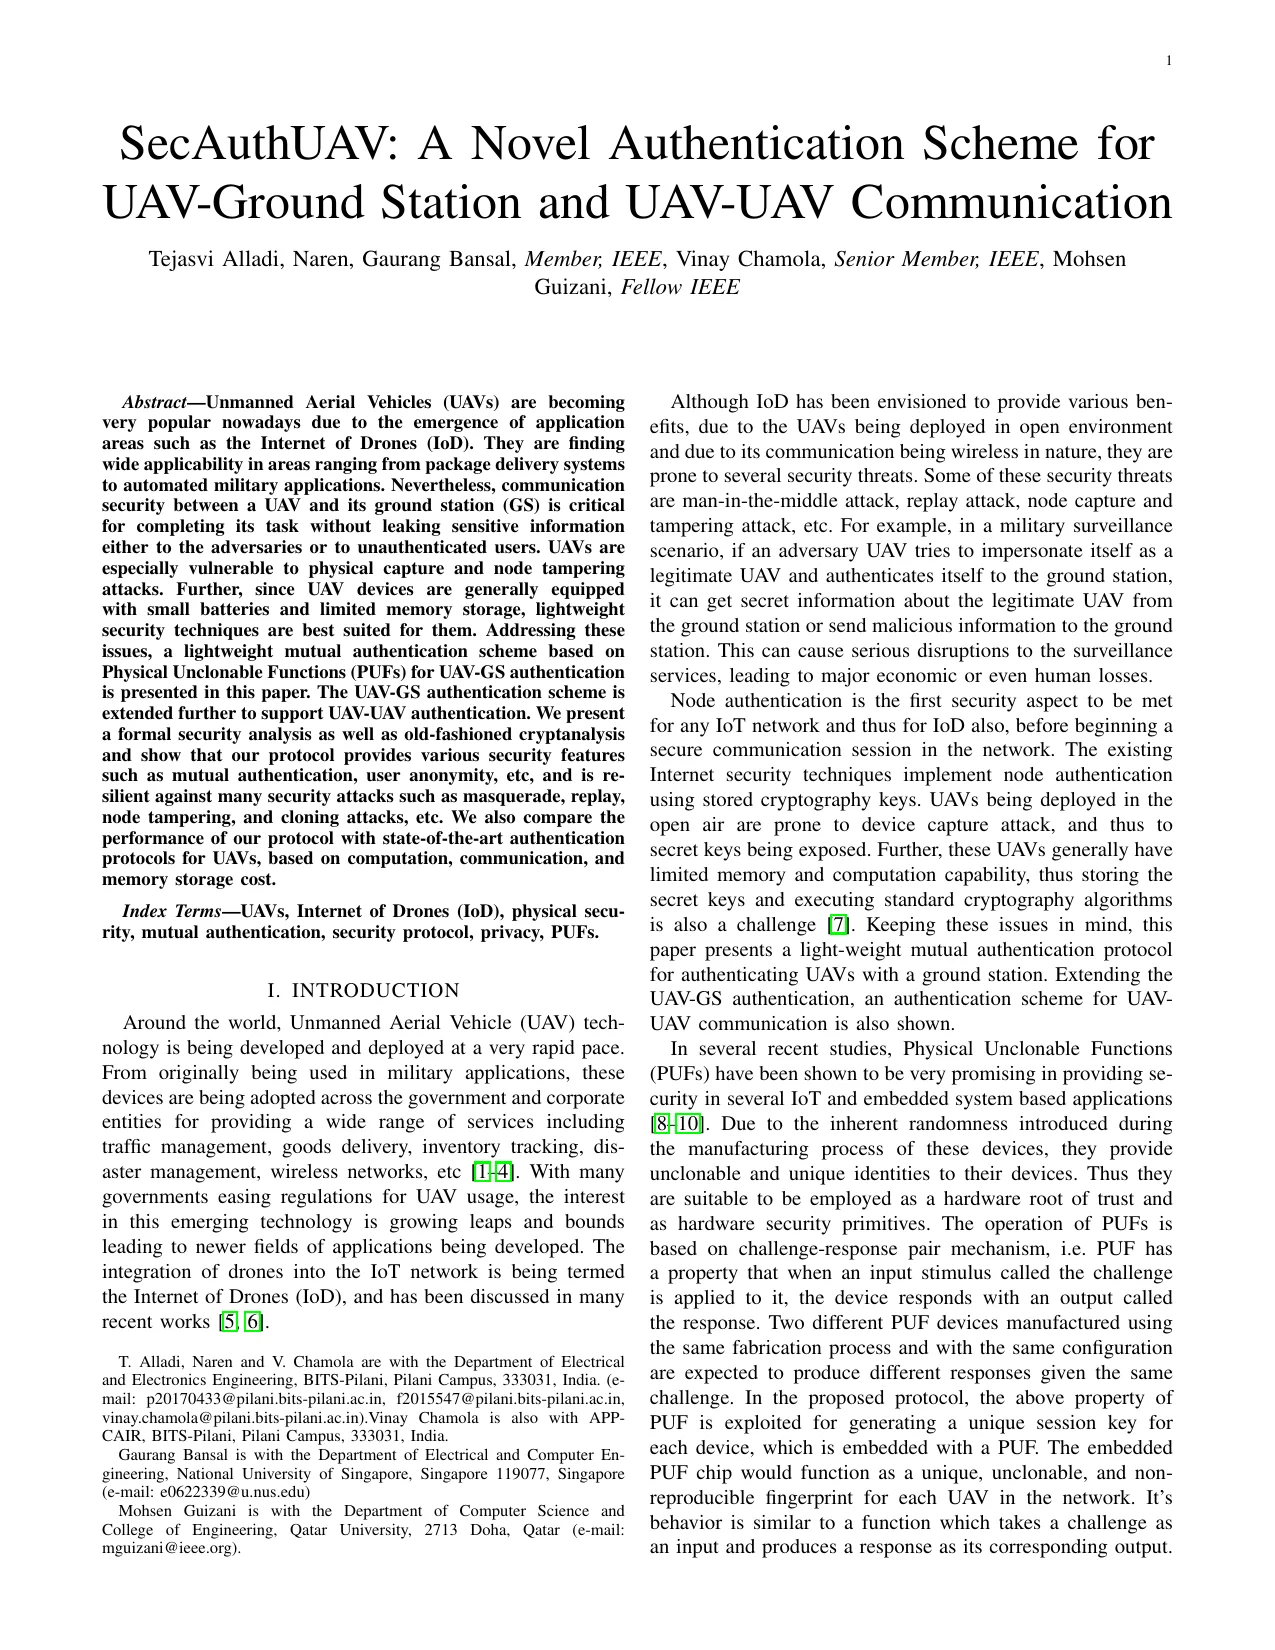 1
SecAuthUAV: A Novel Authentication Scheme for
UAV-Ground Station and UAV-UAV Communication
Tejasvi Alladi, Naren, Gaurang Bansal, Member, IEEE, Vinay Chamola, Senior Member, IEEE, Mohsen
Guizani, Fellow IEEE
Abstract—Unmanned Aerial Vehicles (UAVs) are becoming
very popular nowadays due to the emergence of application
areas such as the Internet of Drones (IoD). They are finding
wide applicability in areas ranging from package delivery systems
to automated military applications. Nevertheless, communication
security between a UAV and its ground station (GS) is critical
for completing its task without leaking sensitive information
either to the adversaries or to unauthenticated users. UAVs are
especially vulnerable to physical capture and node tampering
attacks. Further, since UAV devices are generally equipped
with small batteries and limited memory storage, lightweight
security techniques are best suited for them. Addressing these
issues, a lightweight mutual authentication scheme based on
Physical Unclonable Functions (PUFs) for UAV-GS authentication
is presented in this paper. The UAV-GS authentication scheme is
extended further to support UAV-UAV authentication. We present
a formal security analysis as well as old-fashioned cryptanalysis
and show that our protocol provides various security features
such as mutual authentication, user anonymity, etc, and is re-
silient against many security attacks such as masquerade, replay,
node tampering, and cloning attacks, etc. We also compare the
performance of our protocol with state-of-the-art authentication
protocols for UAVs, based on computation, communication, and
memory storage cost.
Index Terms—UAVs, Internet of Drones (IoD), physical secu-
rity, mutual authentication, security protocol, privacy, PUFs.
I. INTRODUCTION
Around the world, Unmanned Aerial Vehicle (UAV) tech-
nology is being developed and deployed at a very rapid pace.
From originally being used in military applications, these
devices are being adopted across the government and corporate
entities for providing a wide range of services including
traffic management, goods delivery, inventory tracking, dis-
aster management, wireless networks, etc [1–4]. With many
governments easing regulations for UAV usage, the interest
in this emerging technology is growing leaps and bounds
leading to newer fields of applications being developed. The
integration of drones into the IoT network is being termed
the Internet of Drones (IoD), and has been discussed in many
recent works [5, 6].
T. Alladi, Naren and V. Chamola are with the Department of Electrical
and Electronics Engineering, BITS-Pilani, Pilani Campus, 333031, India. (e-
mail: p20170433@pilani.bits-pilani.ac.in, f2015547@pilani.bits-pilani.ac.in,
vinay.chamola@pilani.bits-pilani.ac.in).Vinay Chamola is also with APP-
CAIR, BITS-Pilani, Pilani Campus, 333031, India.
Gaurang Bansal is with the Department of Electrical and Computer En-
gineering, National University of Singapore, Singapore 119077, Singapore
(e-mail: e0622339@u.nus.edu)
Mohsen Guizani is with the Department of Computer Science and
College of Engineering, Qatar University, 2713 Doha, Qatar (e-mail:
mguizani@ieee.org).
Although IoD has been envisioned to provide various ben-
efits, due to the UAVs being deployed in open environment
and due to its communication being wireless in nature, they are
prone to several security threats. Some of these security threats
are man-in-the-middle attack, replay attack, node capture and
tampering attack, etc. For example, in a military surveillance
scenario, if an adversary UAV tries to impersonate itself as a
legitimate UAV and authenticates itself to the ground station,
it can get secret information about the legitimate UAV from
the ground station or send malicious information to the ground
station. This can cause serious disruptions to the surveillance
services, leading to major economic or even human losses.
Node authentication is the first security aspect to be met
for any IoT network and thus for IoD also, before beginning a
secure communication session in the network. The existing
Internet security techniques implement node authentication
using stored cryptography keys. UAVs being deployed in the
open air are prone to device capture attack, and thus to
secret keys being exposed. Further, these UAVs generally have
limited memory and computation capability, thus storing the
secret keys and executing standard cryptography algorithms
is also a challenge [7]. Keeping these issues in mind, this
paper presents a light-weight mutual authentication protocol
for authenticating UAVs with a ground station. Extending the
UAV-GS authentication, an authentication scheme for UAV-
UAV communication is also shown.
In several recent studies, Physical Unclonable Functions
(PUFs) have been shown to be very promising in providing se-
curity in several IoT and embedded system based applications
[8–10]. Due to the inherent randomness introduced during
the manufacturing process of these devices, they provide
unclonable and unique identities to their devices. Thus they
are suitable to be employed as a hardware root of trust and
as hardware security primitives. The operation of PUFs is
based on challenge-response pair mechanism, i.e. PUF has
a property that when an input stimulus called the challenge
is applied to it, the device responds with an output called
the response. Two different PUF devices manufactured using
the same fabrication process and with the same configuration
are expected to produce different responses given the same
challenge. In the proposed protocol, the above property of
PUF is exploited for generating a unique session key for
each device, which is embedded with a PUF. The embedded
PUF chip would function as a unique, unclonable, and non-
reproducible fingerprint for each UAV in the network. It's
behavior is similar to a function which takes a challenge as
an input and produces a response as its corresponding output.